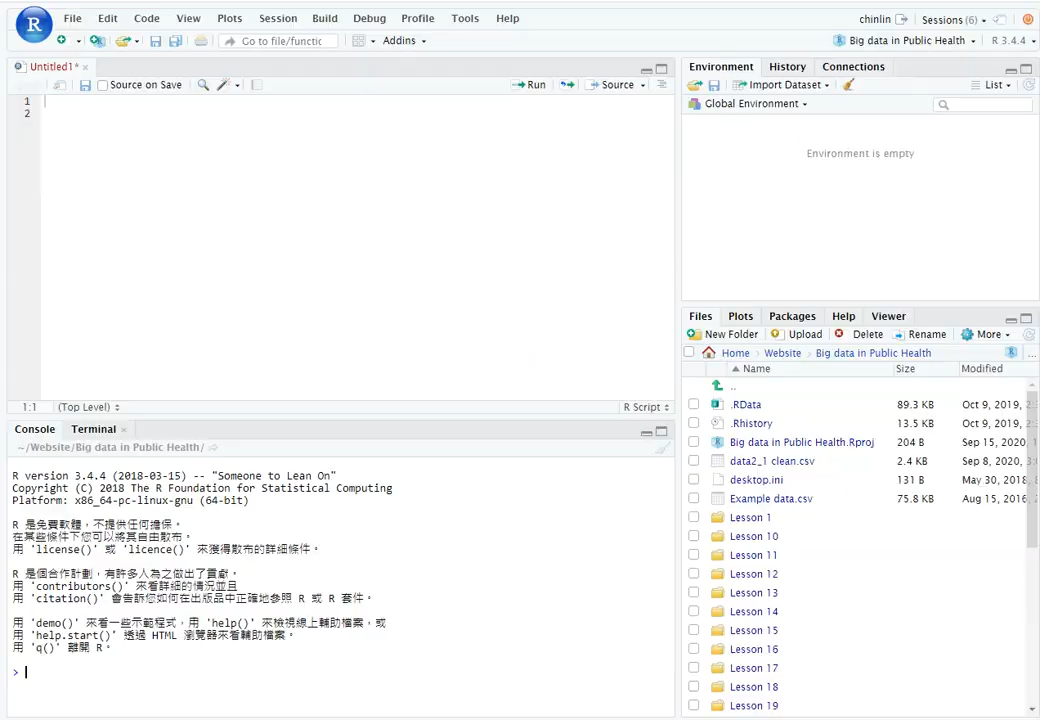 File Edit Code View Plots Session Build Debug Profile Tools Help
chinlin Sessions (6)
Go to file/functic Addins
Big data in Public Health R 3.4.4
Untitled1*
Source on Save Run Source
1
2
1:1 (Top Level) R Script
Console Terminal
~/Website/Big data in Public Health/
R version 3.4.4 (2018-03-15) -- "Someone to Lean On"
Copyright (C) 2018 The R Foundation for Statistical Computing
Platform: x86_64-pc-linux-gnu (64-bit)
R 是免費軟體，不提供任何擔保。
在某些條件下您可以將其自由散布。
用 'license()' 或 'licence()' 來獲得散布的詳細條件。
R 是個合作計劃，有許多人為之做出了貢獻。
用 'contributors()' 來看詳細的情況並且
用 'citation()' 會告訴您如何在出版品中正確地參照 R 或 R 套件。
用 'demo()' 來看一些示範程式，用 'help()' 來檢視線上輔助檔案，或
用 'help.start()' 透過 HTML 瀏覽器來看輔助檔案。
用 'q()' 離開 R。
>
Environment History Connections
Import Dataset List
Global Environment
Environment is empty
Files Plots Packages Help Viewer
New Folder Upload Delete Rename More
Home Website Big data in Public Health ...
Name Size Modified
..
.RData 89.3 KB Oct 9, 2019,
.Rhistory 13.5 KB Oct 9, 2019,
Big data in Public Health.Rproj 204 B Sep 15, 2020,
data2_1 clean.csv 2.4 KB Sep 8, 2020,
desktop.ini 131 B May 30, 2018,
Example data.csv 75.8 KB Aug 15, 2016,
Lesson 1
Lesson 10
Lesson 11
Lesson 12
Lesson 13
Lesson 14
Lesson 15
Lesson 16
Lesson 17
Lesson 18
Lesson 19